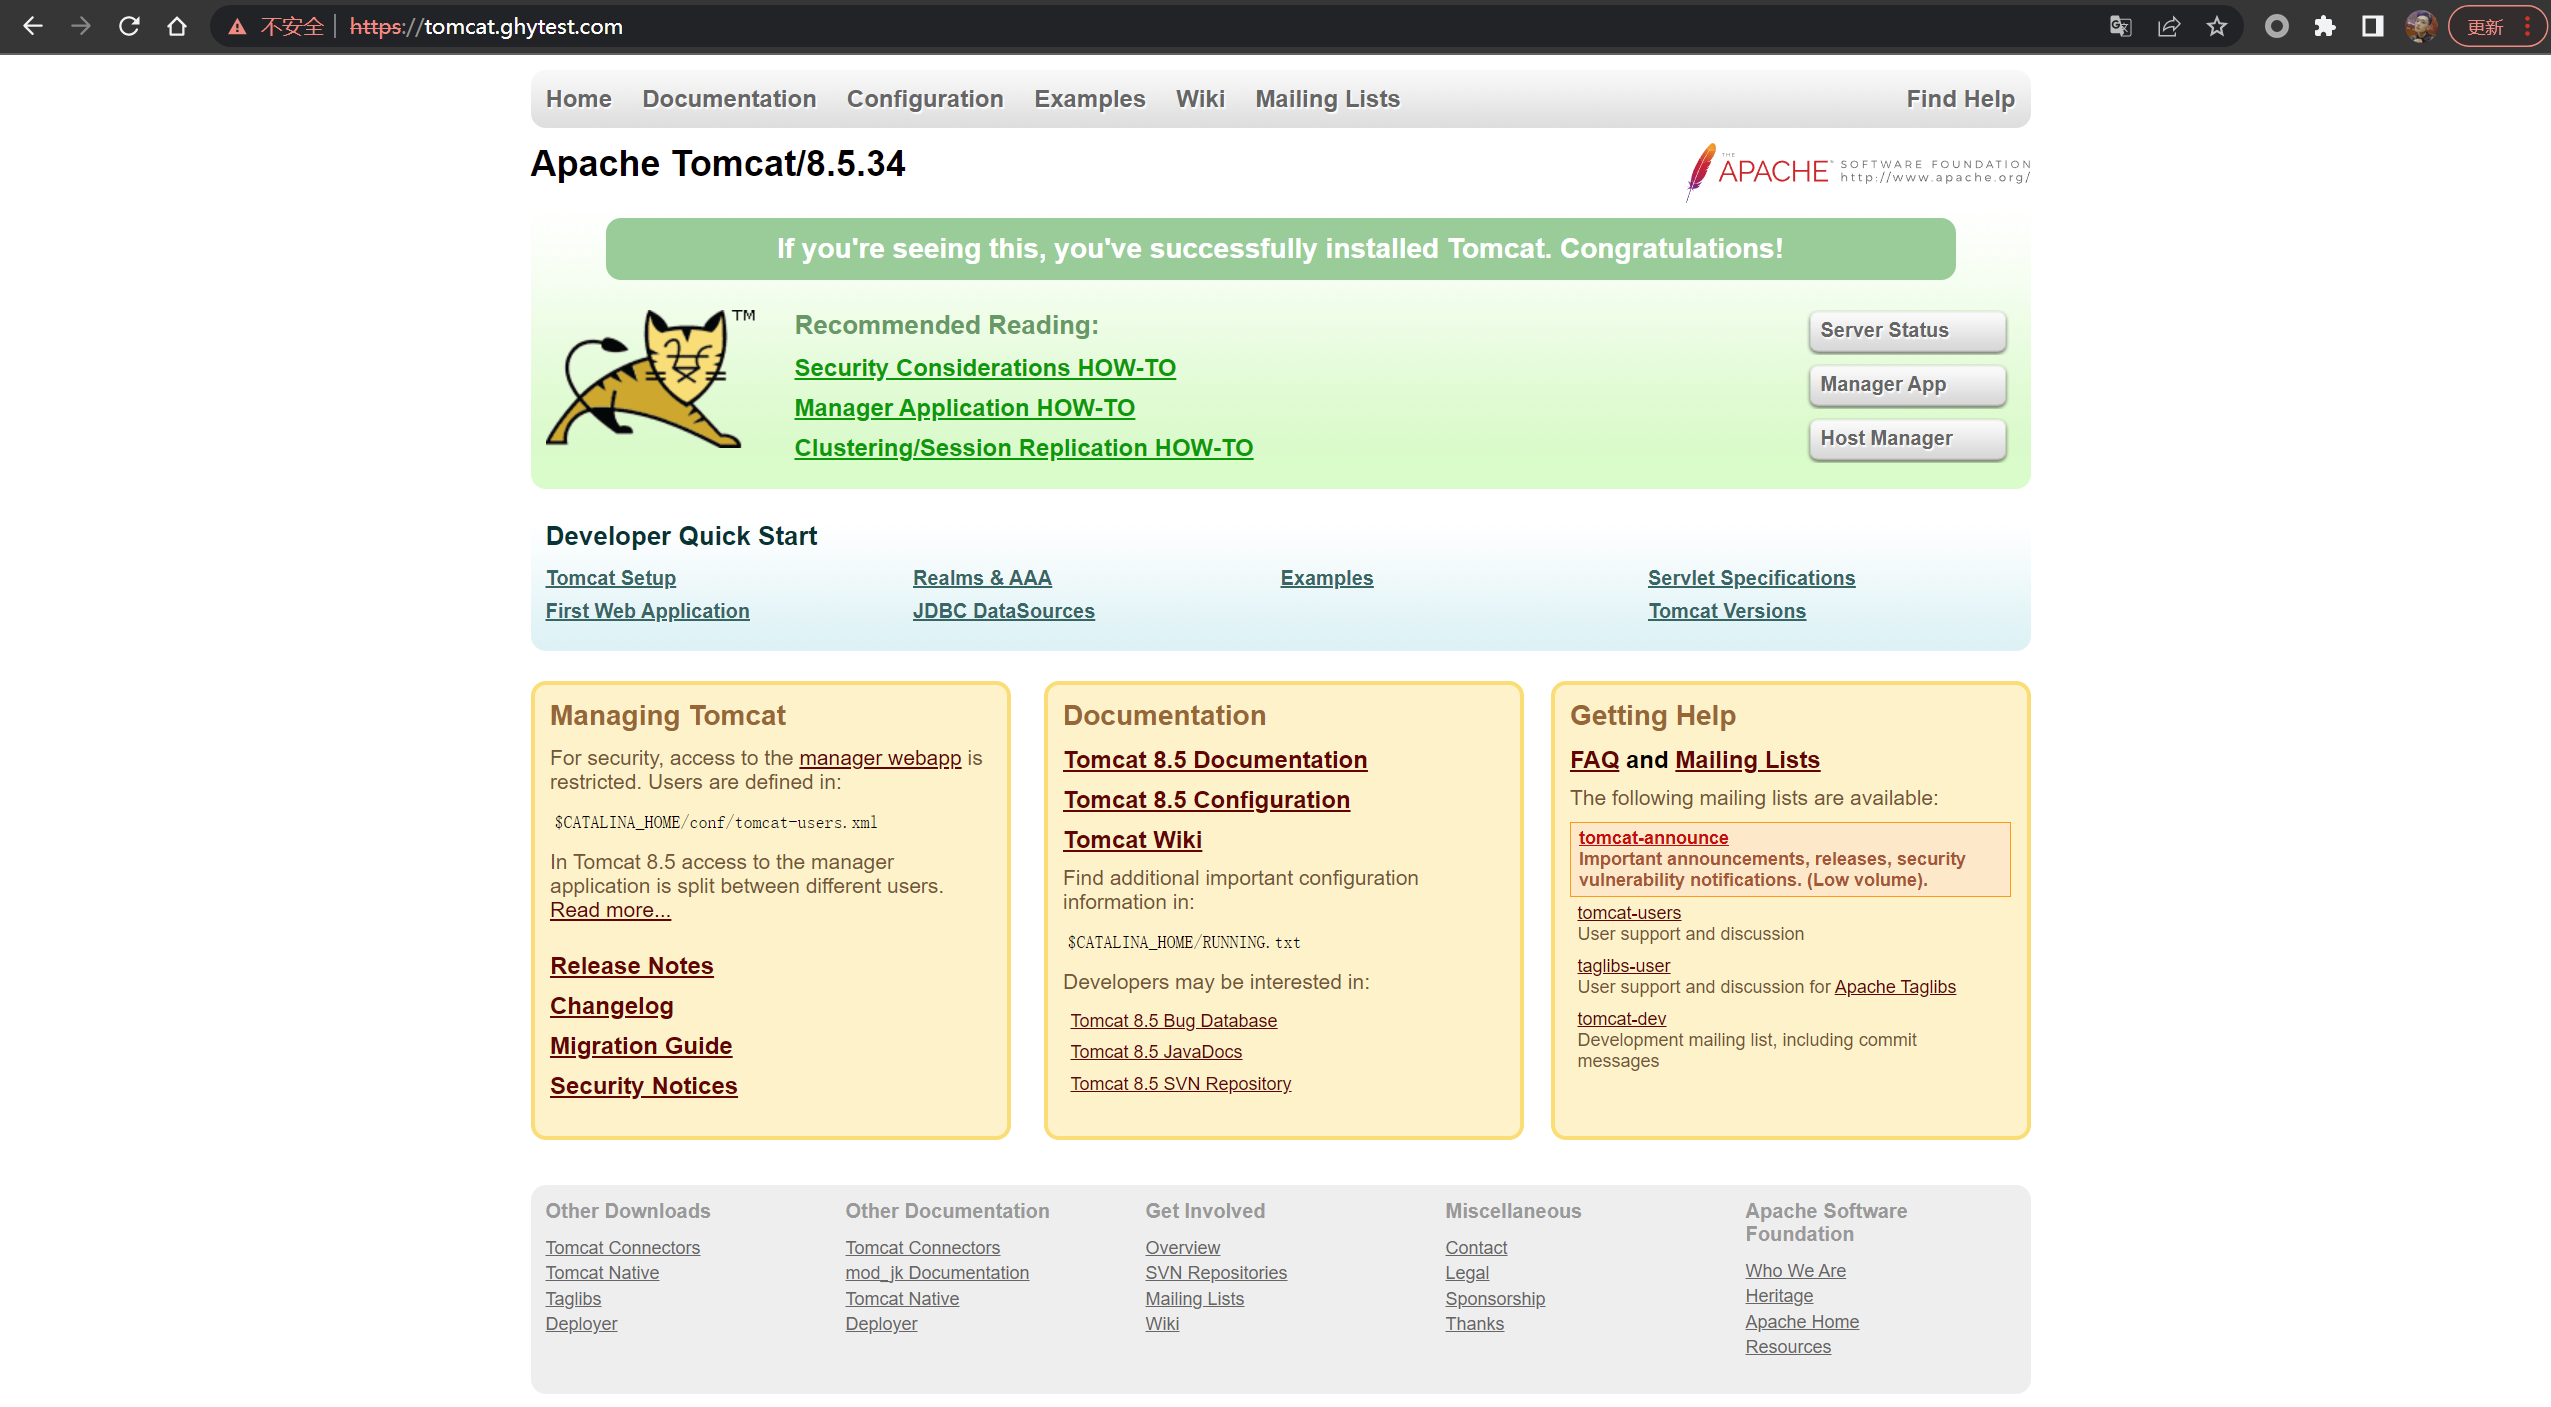 不安全 https://tomcat.ghytest.com 更新
Home Documentation Configuration Examples Wiki Mailing Lists Find Help
Apache Tomcat/8.5.34
THE APACHE™ SOFTWARE FOUNDATION
http://www.apache.org/
If you're seeing this, you've successfully installed Tomcat. Congratulations!
TM
Recommended Reading:
Security Considerations HOW-TO
Manager Application HOW-TO
Clustering/Session Replication HOW-TO
Server Status
Manager App
Host Manager
Developer Quick Start
Tomcat Setup
First Web Application
Realms & AAA
JDBC DataSources
Examples
Servlet Specifications
Tomcat Versions
Managing Tomcat
For security, access to the manager webapp is
restricted. Users are defined in:
$CATALINA_HOME/conf/tomcat-users.xml
In Tomcat 8.5 access to the manager
application is split between different users.
Read more...
Release Notes
Changelog
Migration Guide
Security Notices
Documentation
Tomcat 8.5 Documentation
Tomcat 8.5 Configuration
Tomcat Wiki
Find additional important configuration
information in:
$CATALINA_HOME/RUNNING.txt
Developers may be interested in:
Tomcat 8.5 Bug Database
Tomcat 8.5 JavaDocs
Tomcat 8.5 SVN Repository
Getting Help
FAQ and Mailing Lists
The following mailing lists are available:
tomcat-announce
Important announcements, releases, security
vulnerability notifications. (Low volume).
tomcat-users
User support and discussion
taglibs-user
User support and discussion for Apache Taglibs
tomcat-dev
Development mailing list, including commit
messages
Other Downloads
Tomcat Connectors
Tomcat Native
Taglibs
Deployer
Other Documentation
Tomcat Connectors
mod_jk Documentation
Tomcat Native
Deployer
Get Involved
Overview
SVN Repositories
Mailing Lists
Wiki
Miscellaneous
Contact
Legal
Sponsorship
Thanks
Apache Software
Foundation
Who We Are
Heritage
Apache Home
Resources